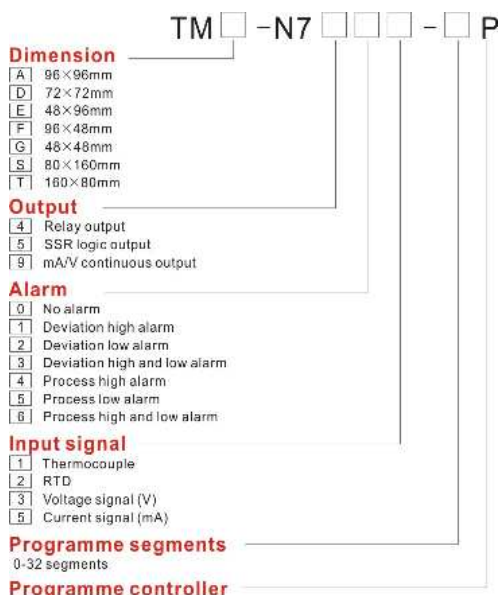 TM□-N7□□□-□P
Dimension
A 96×96mm
D 72×72mm
E 48×96mm
F 96×48mm
G 48×48mm
S 80×160mm
T 160×80mm
Output
4 Relay output
5 SSR logic output
9 mA/V continuous output
Alarm
0 No alarm
1 Deviation high alarm
2 Deviation low alarm
3 Deviation high and low alarm
4 Process high alarm
5 Process low alarm
6 Process high and low alarm
Input signal
1 Thermocouple
2 RTD
3 Voltage signal (V)
5 Current signal (mA)
Programme segments
0-32 segments
Programme controller